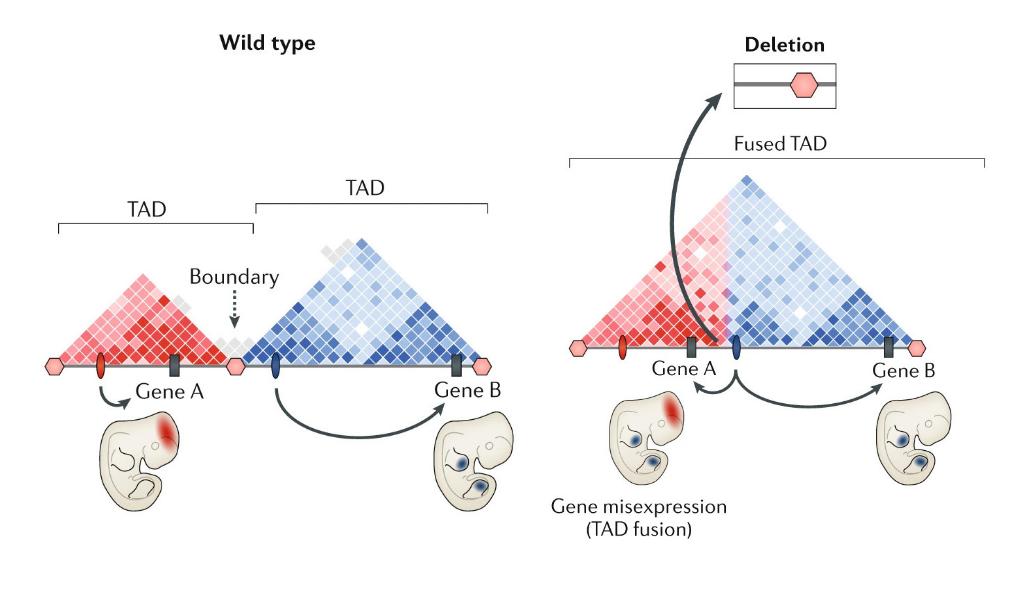 Wild type
TAD
TAD
Boundary
Gene A
Gene B
Deletion
Fused TAD
Gene A
Gene B
Gene misexpression
(TAD fusion)